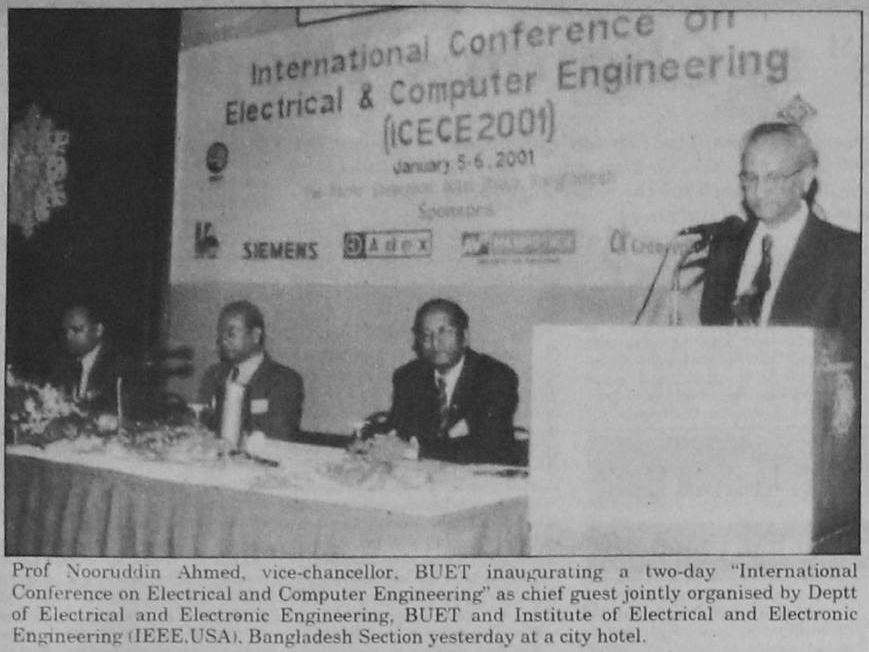 International Conference on
Electrical & Computer Engineering
(ICECE2001)
January 5-6, 2001
Sponsors
SIEMENS
Adex
Prof Nooruddin Ahmed, vice-chancellor, BUET inaugurating a two-day "International
Conference on Electrical and Computer Engineering" as chief guest jointly organised by Deptt
of Electrical and Electronic Engineering, BUET and Institute of Electrical and Electronic
Engineering (IEEE.USA), Bangladesh Section yesterday at a city hotel.